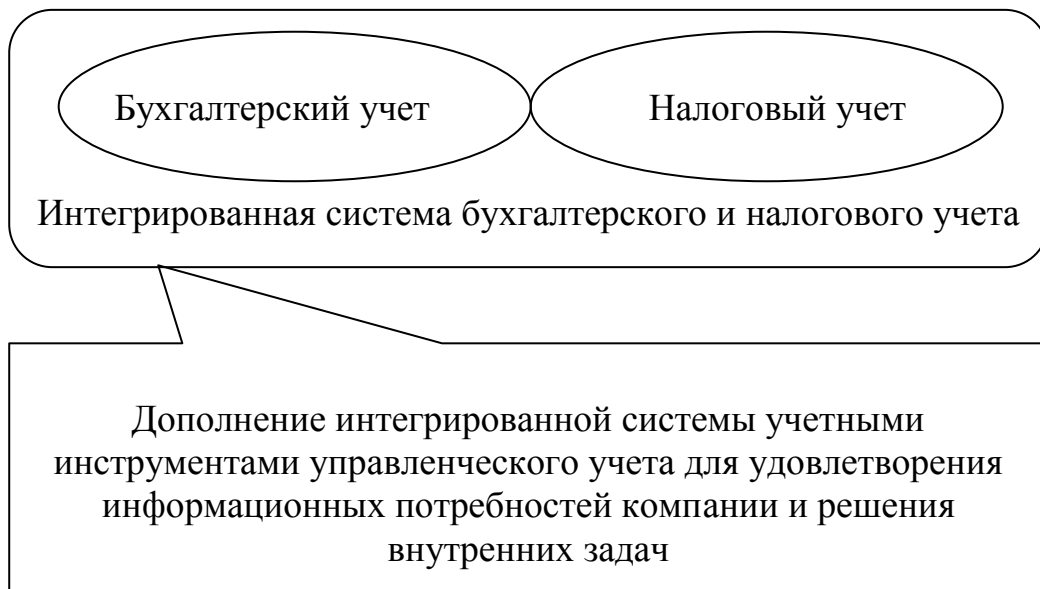 Бухгалтерский учет
Налоговый учет
Интегрированная система бухгалтерского и налогового учета
Дополнение интегрированной системы учетными
инструментами управленческого учета для удовлетворения
информационных потребностей компании и решения
внутренних задач